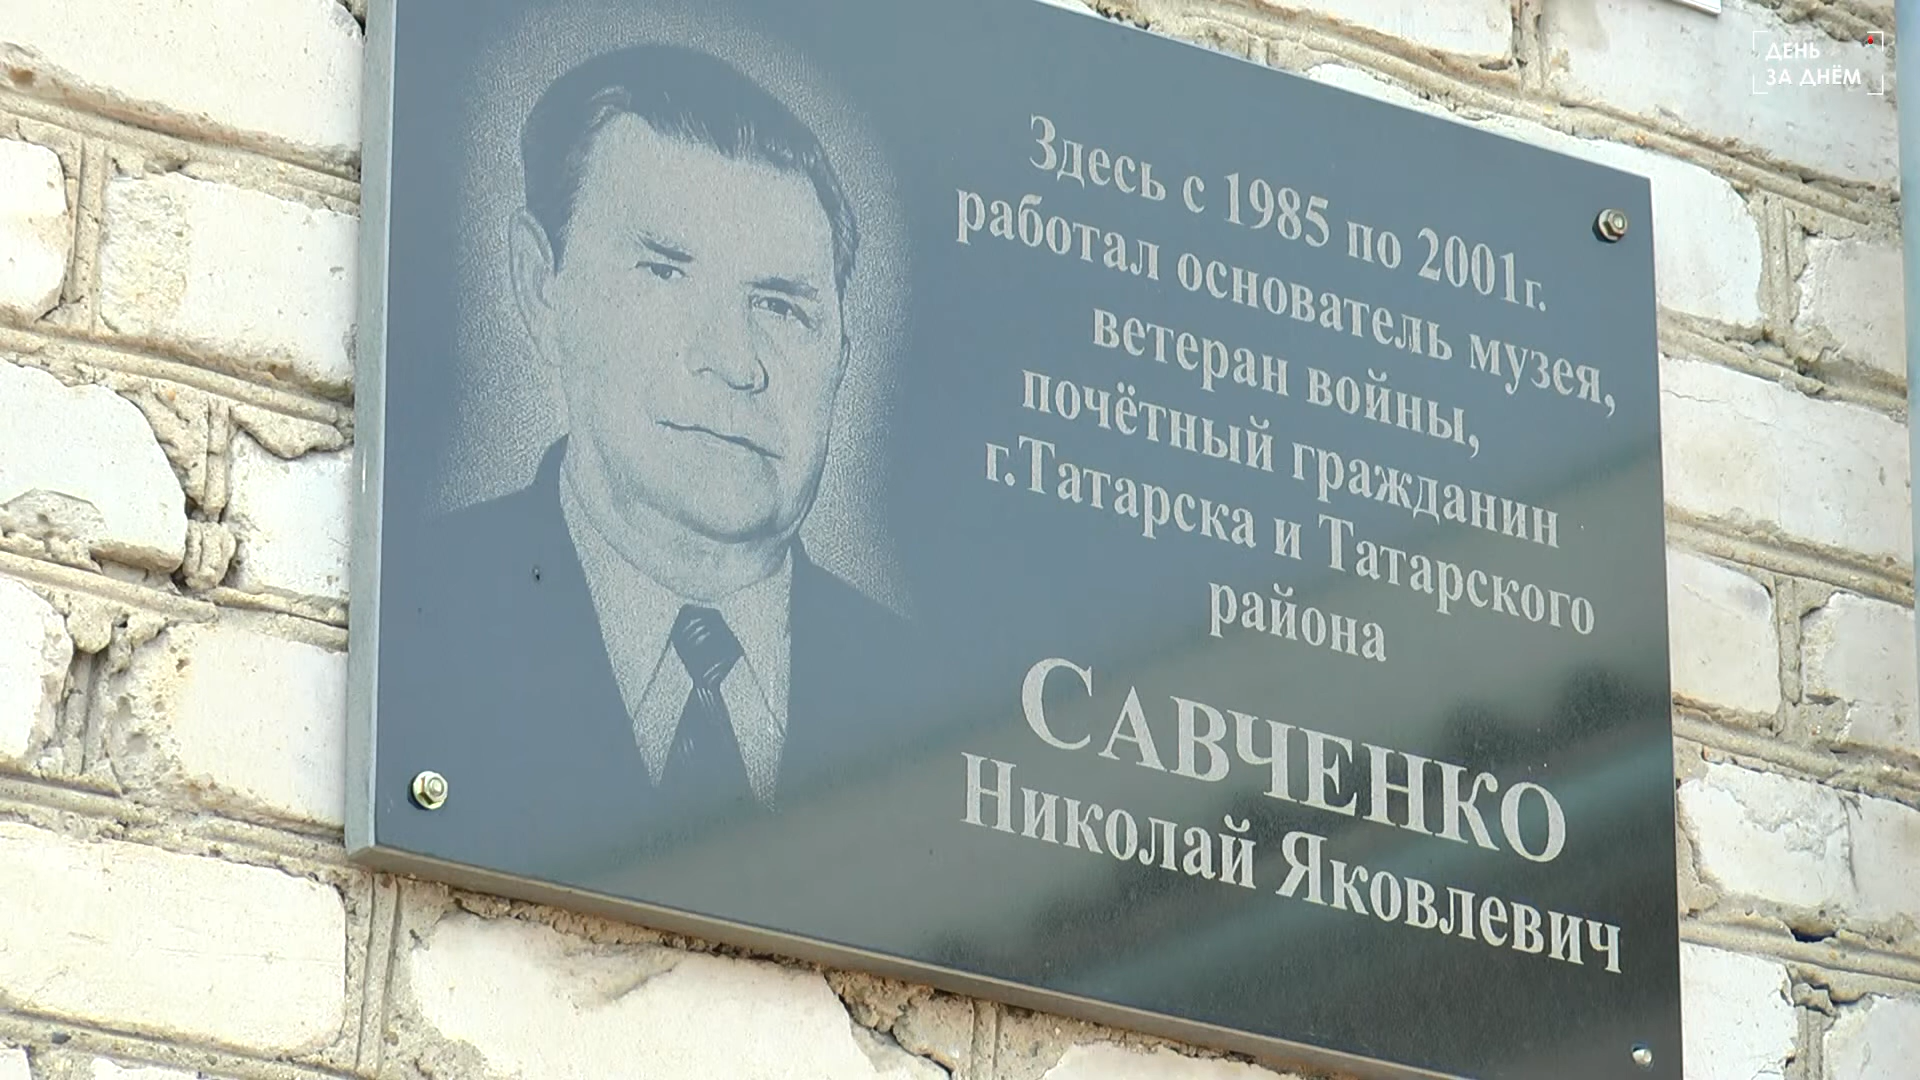 ДЕНЬ
ЗА ДНЁМ
Здесь с 1985 по 2001г.
работал основатель музея,
ветеран войны,
почётный гражданин
г.Татарска и Татарского
района
САВЧЕНКО
Николай Яковлевич